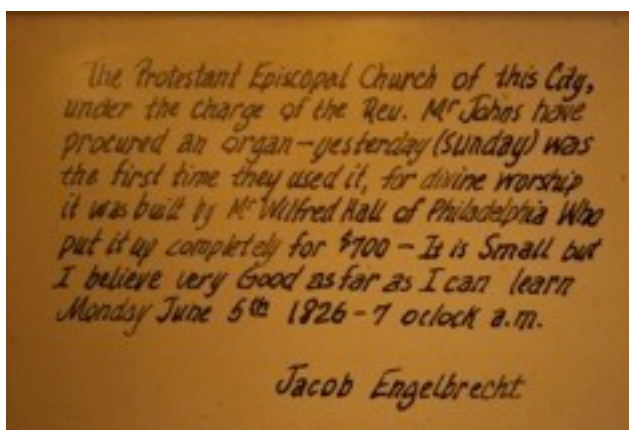 The Protestant Episcopal Church of this City,
under the charge of the Rev. Mr Johns have
procured an organ—yesterday (Sunday) was
the first time they used it, for divine worship
it was built by Mr Wilfred Hall of Philadelphia Who
put it up completely for $700 – It is Small but
I believe very Good as far as I can learn
Monday June 5th 1826 – 7 oclock a.m.
Jacob Engelbrecht